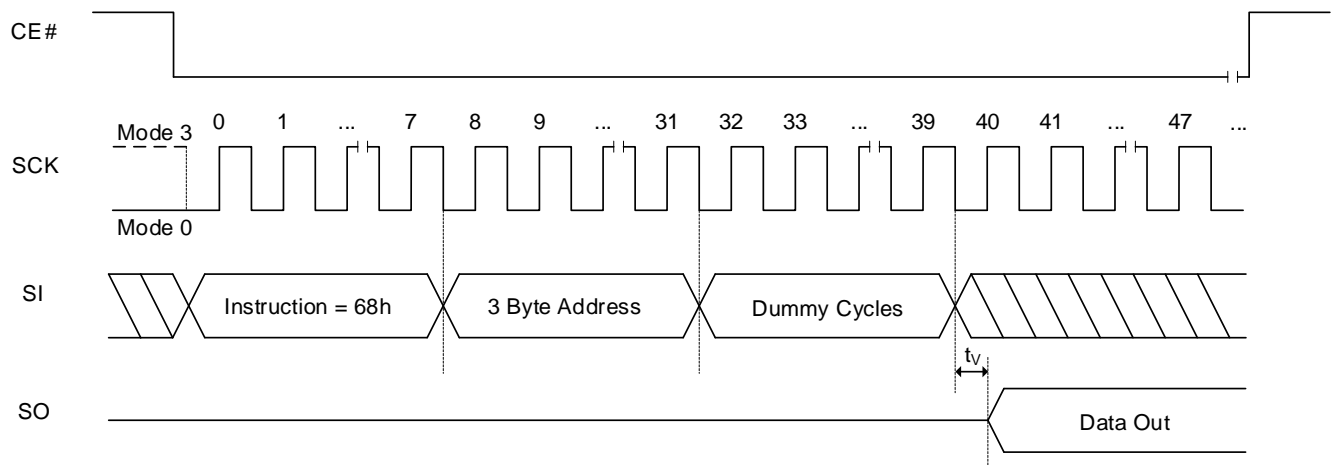 CE#
0 1 ... 7 8 9 ... 31 32 33 ... 39 40 41 ... 47 ...
Mode 3
SCK
Mode 0
SI
Instruction = 68h
3 Byte Address
Dummy Cycles
tV
SO
Data Out